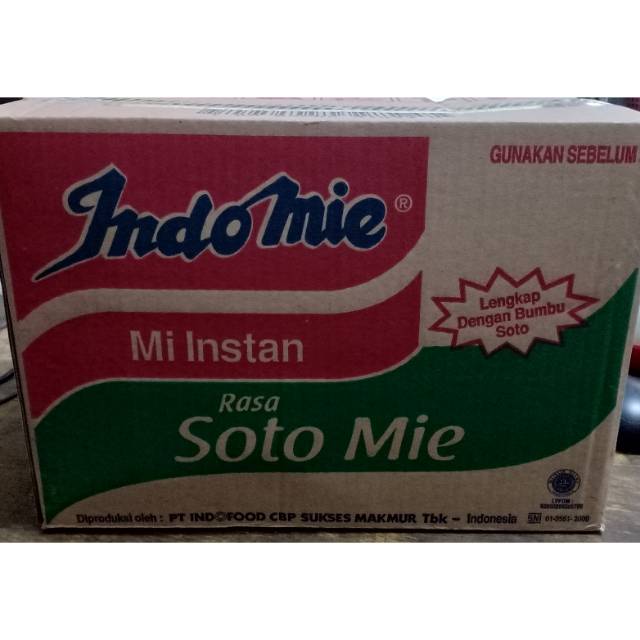 GUNAKAN SEBELUM
Indomie ®
Lengkap
Dengan Bumbu
Soto
Mi Instan
Rasa
Soto Mie
Diproduksi oleh : PT INDOFOOD CBP SUKSES MAKMUR Tbk – Indonesia
SNI